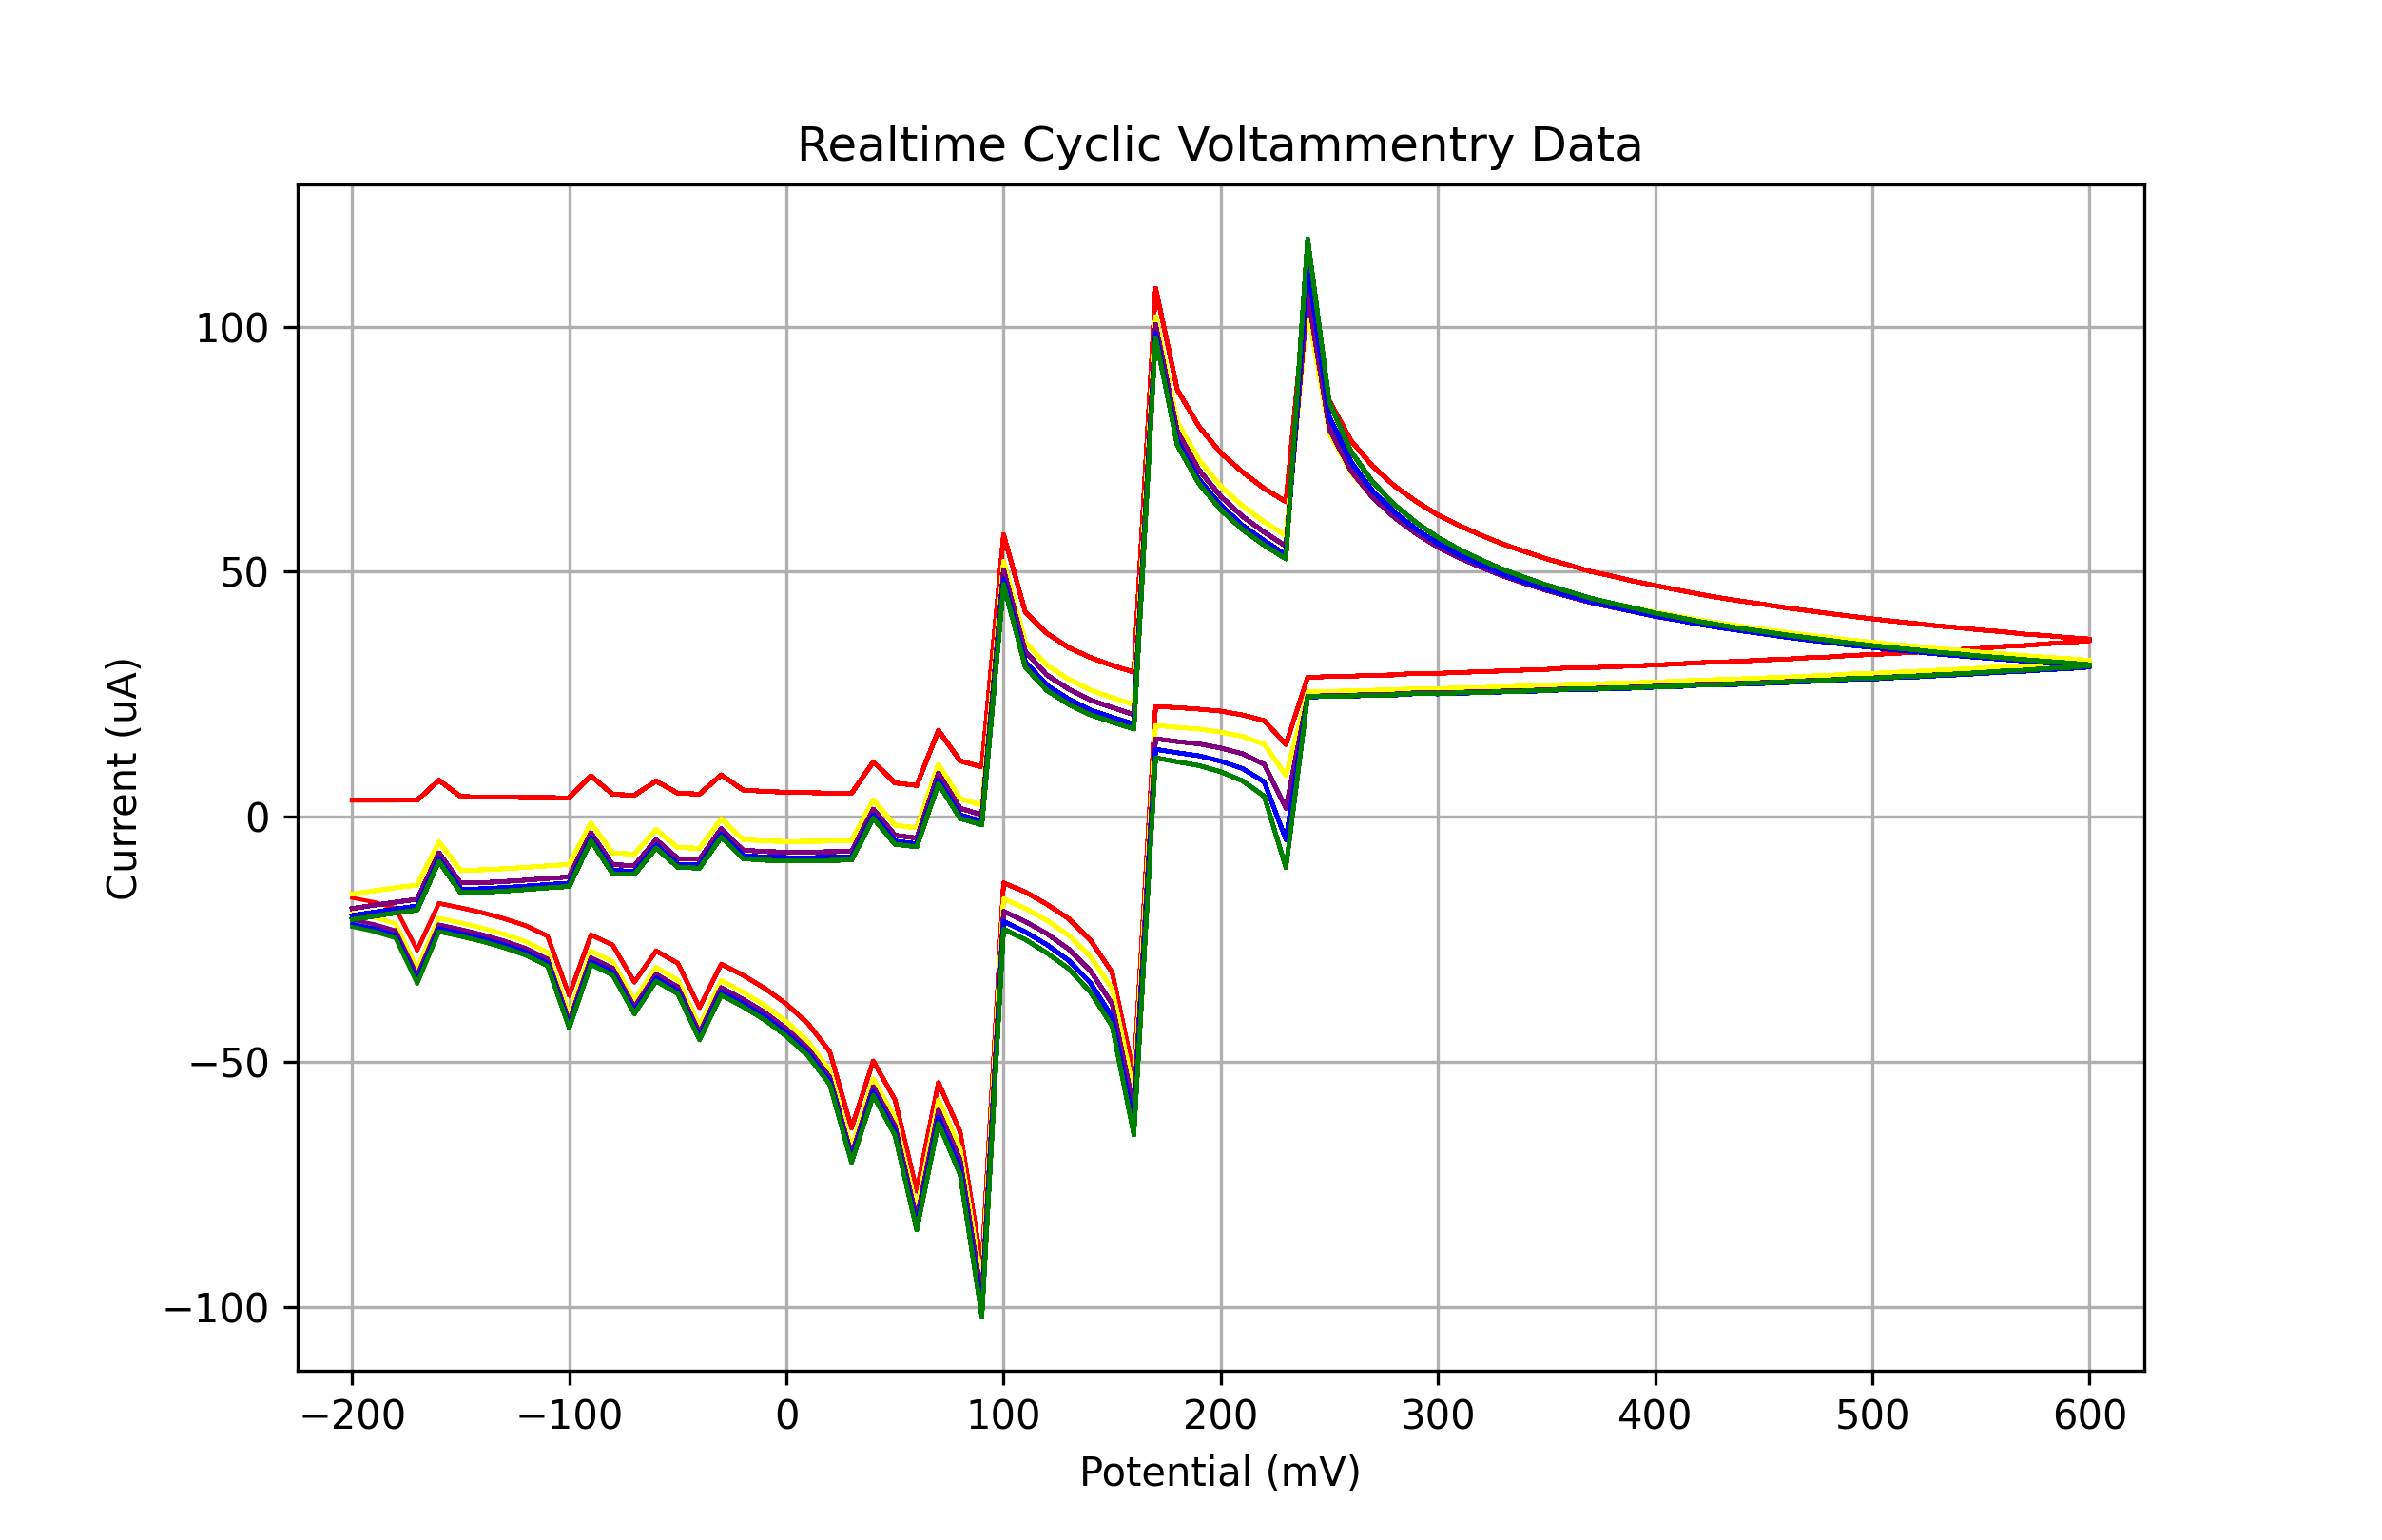 Realtime Cyclic Voltammentry Data
Current (uA)
100
50
0
−50
−100
−200 −100 0 100 200 300 400 500 600
Potential (mV)